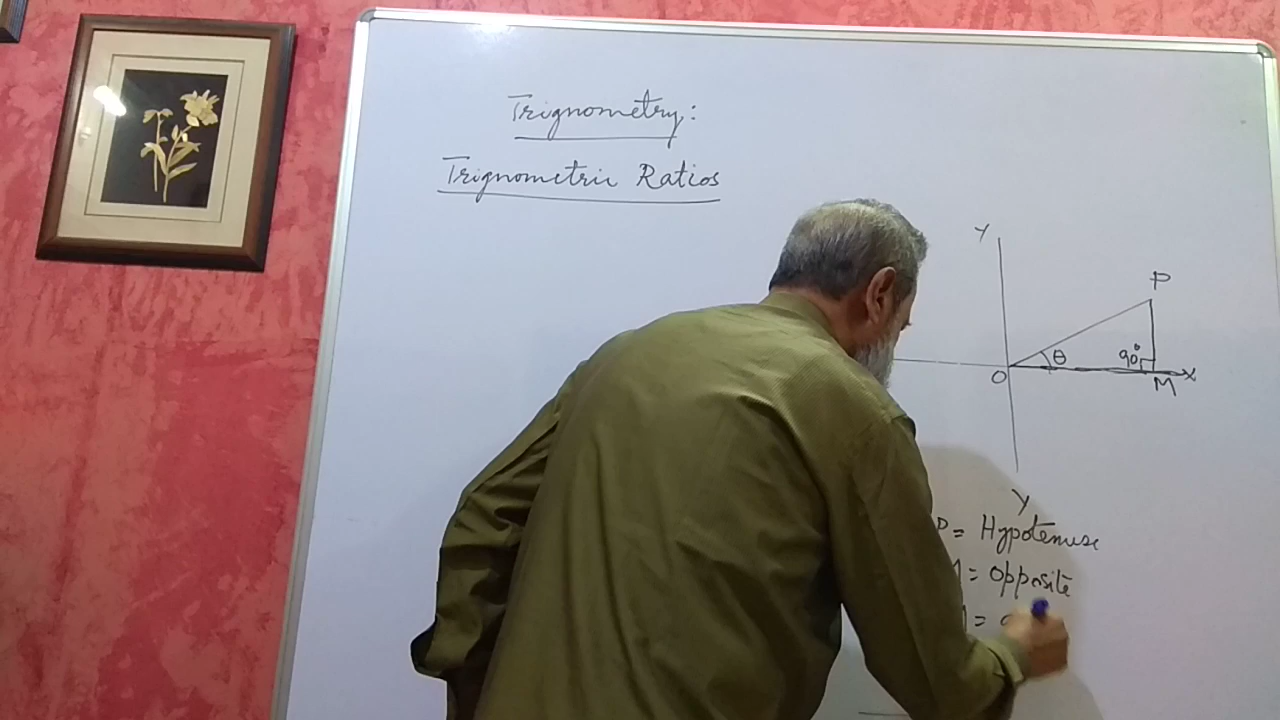 Trignometry:
Trignometric Ratios
Y
P
θ
90°
O
M
X
Y
P = Hypotenuse
M = opposite
M =